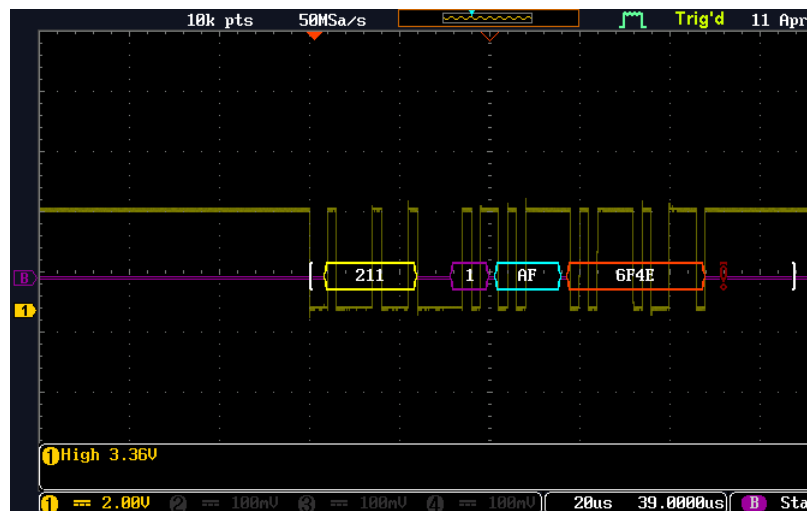 10k pts 50MSa/s Trig'd 11 Apr
B 211 1 AF 6F4E
1
1 High 3.36V
1 2.00V 2 100mV 3 100mV 4 100mV 20us 39.0000us B Sta